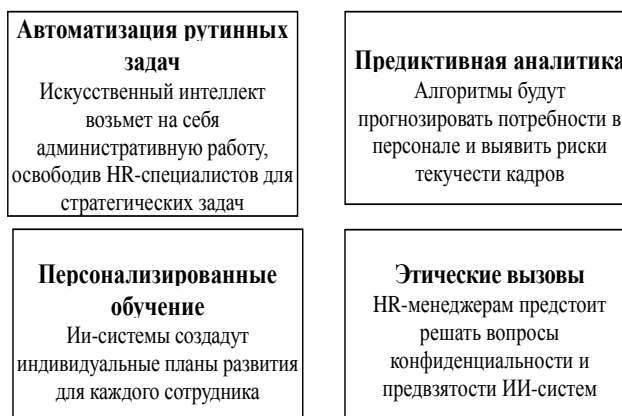 Автоматизация рутинных
задач
Искусственный интеллект
возьмет на себя
административную работу,
освободив HR-специалистов для
стратегических задач
Предиктивная аналитика
Алгоритмы будут
прогнозировать потребности в
персонале и выявить риски
текучести кадров
Персонализированные
обучение
Ии-системы создадут
индивидуальные планы развития
для каждого сотрудника
Этические вызовы
HR-менеджерам предстоит
решать вопросы
конфиденциальности и
предвзятости ИИ-систем